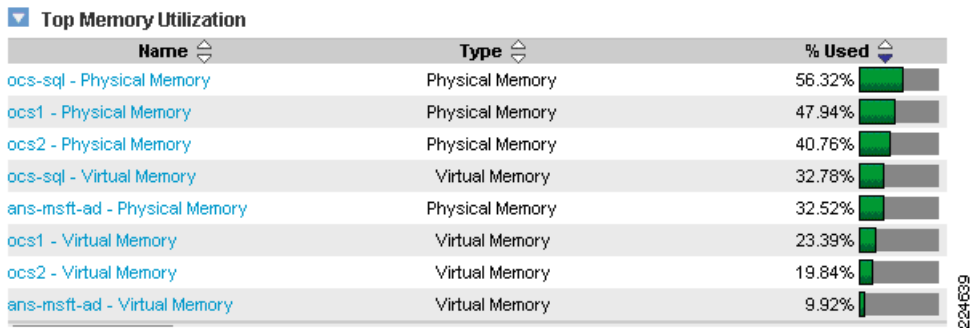 Top Memory Utilization
Name Type % Used
ocs-sql - Physical Memory Physical Memory 56.32%
ocs1 - Physical Memory Physical Memory 47.94%
ocs2 - Physical Memory Physical Memory 40.76%
ocs-sql - Virtual Memory Virtual Memory 32.78%
ans-msft-ad - Physical Memory Physical Memory 32.52%
ocs1 - Virtual Memory Virtual Memory 23.39%
ocs2 - Virtual Memory Virtual Memory 19.84%
ans-msft-ad - Virtual Memory Virtual Memory 9.92%
224639